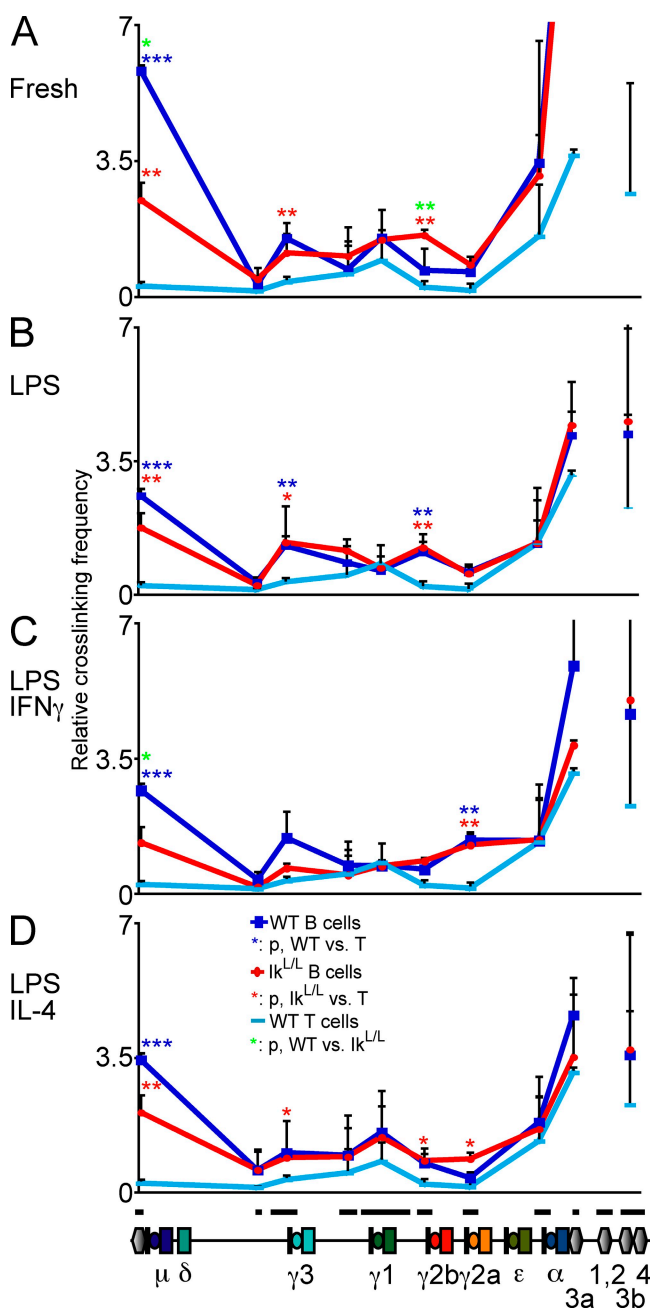 A
Fresh
7
*
***
**
**
**
**
3.5
0
B
LPS
7
***
**
**
*
**
**
3.5
0
Relative crosslinking frequency
C
LPS
IFNγ
7
*
***
**
**
3.5
0
D
LPS
IL-4
7
WT B cells
*: p, WT vs. T
Ik^L/L B cells
*: p, Ik^L/L vs. T
WT T cells
*: p, WT vs. Ik^L/L
***
**
*
*
*
3.5
0
μ δ γ3 γ1 γ2b γ2a ε α 1,2 4
3a 3b